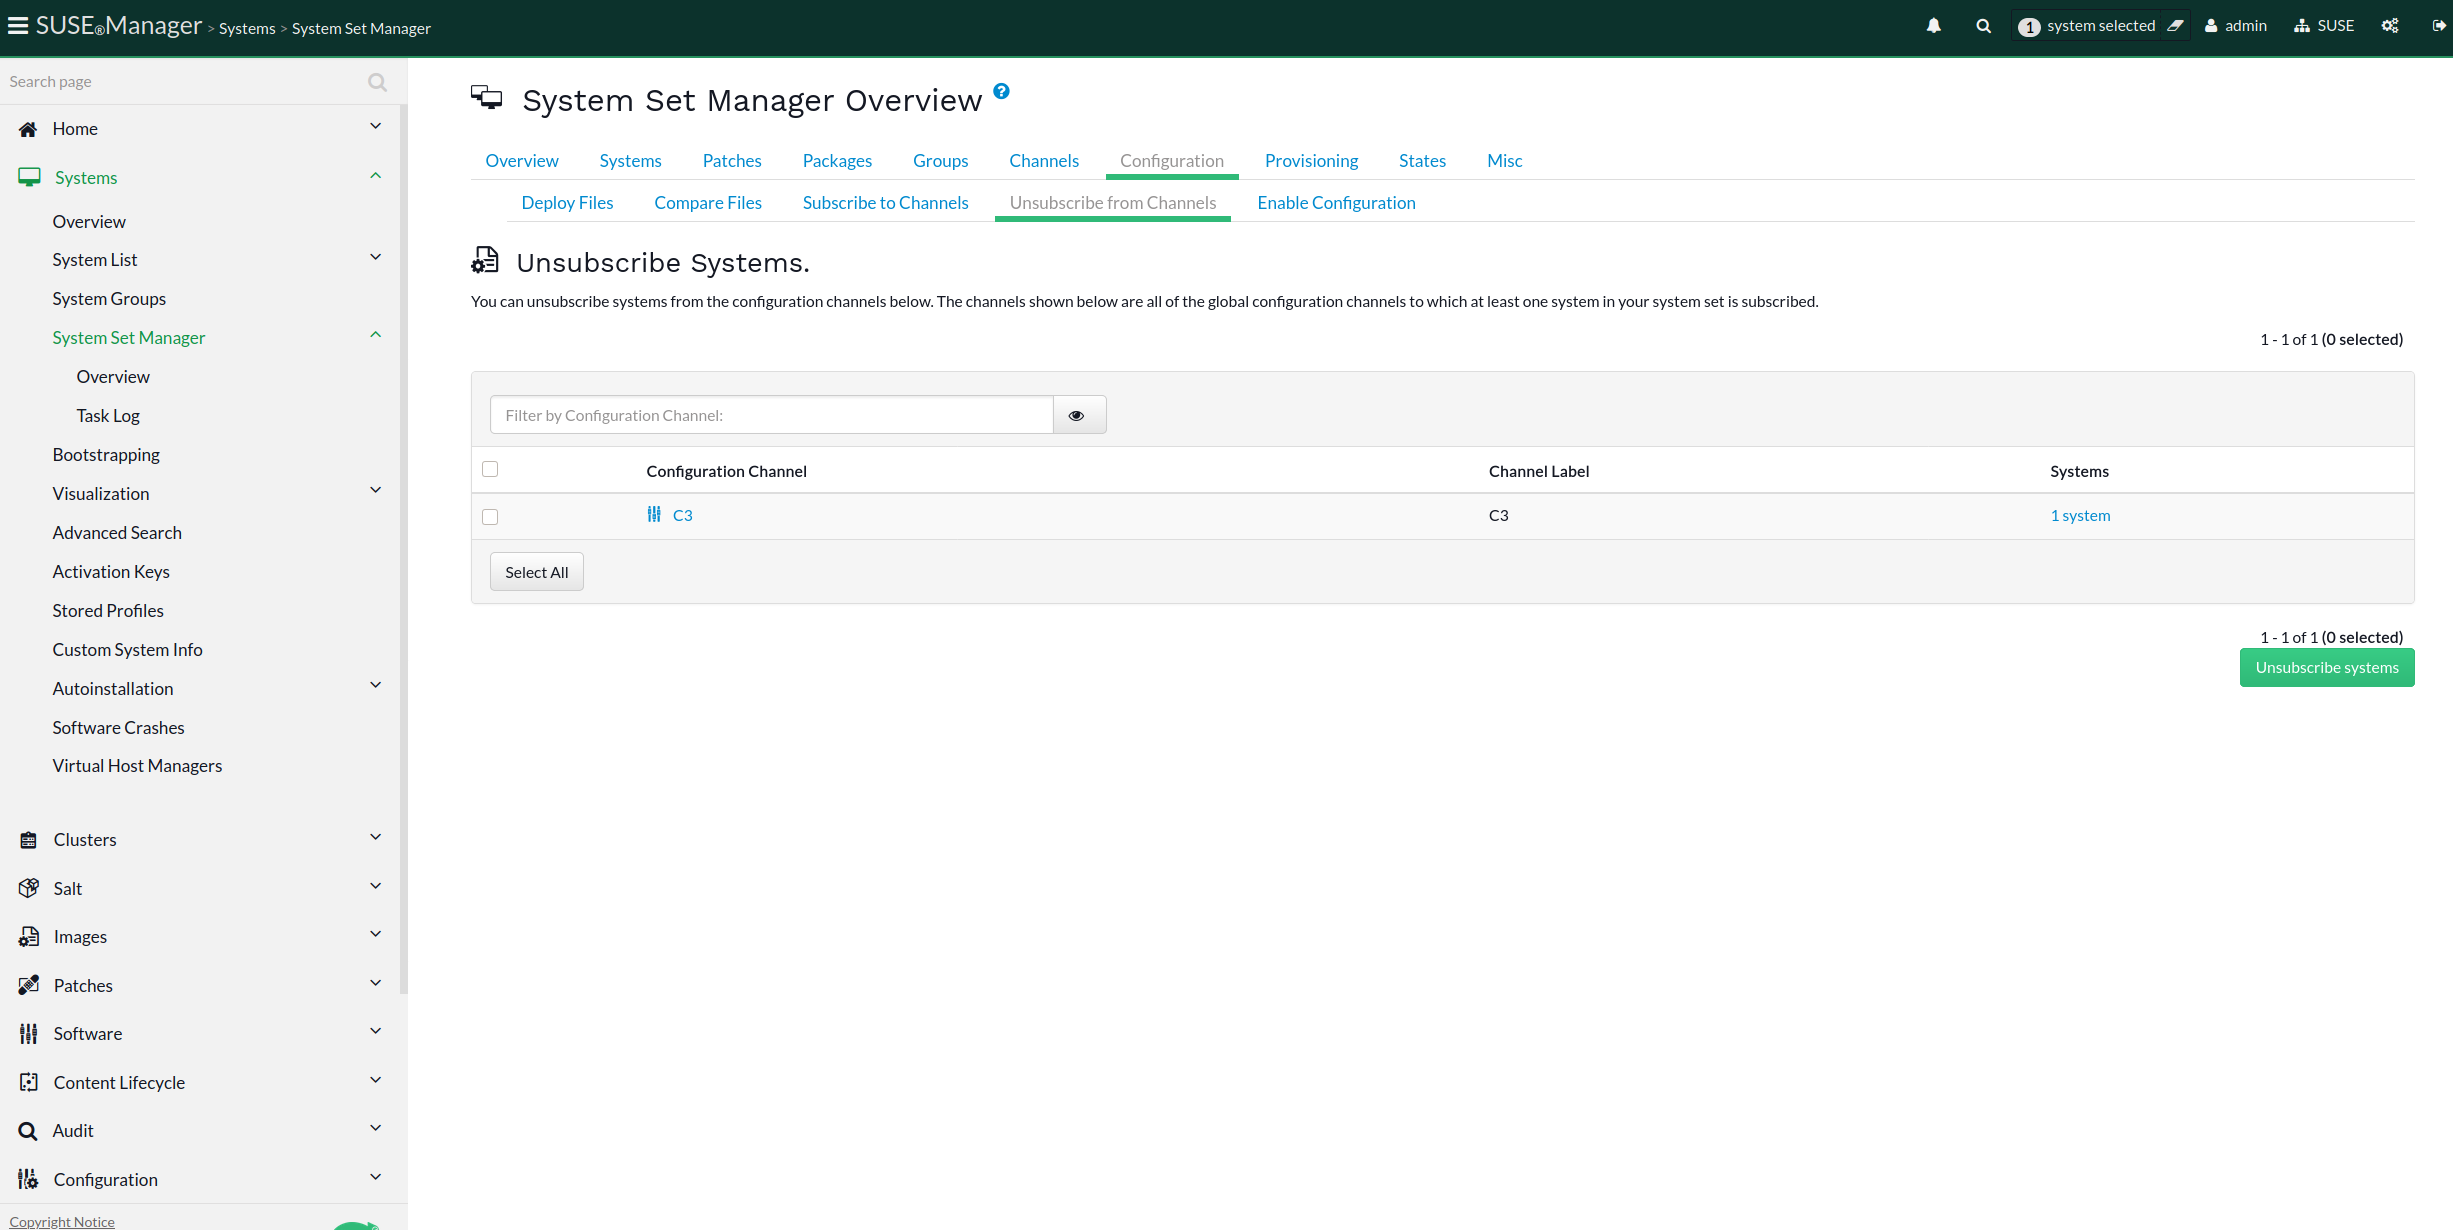 SUSE®Manager > Systems > System Set Manager
1 system selected
admin
SUSE
Search page
Home
Systems
Overview
System List
System Groups
System Set Manager
Overview
Task Log
Bootstrapping
Visualization
Advanced Search
Activation Keys
Stored Profiles
Custom System Info
Autoinstallation
Software Crashes
Virtual Host Managers
Clusters
Salt
Images
Patches
Software
Content Lifecycle
Audit
Configuration
Copyright Notice
System Set Manager Overview ?
Overview Systems Patches Packages Groups Channels Configuration Provisioning States Misc
Deploy Files Compare Files Subscribe to Channels Unsubscribe from Channels Enable Configuration
Unsubscribe Systems.
You can unsubscribe systems from the configuration channels below. The channels shown below are all of the global configuration channels to which at least one system in your system set is subscribed.
1 - 1 of 1 (0 selected)
Filter by Configuration Channel:
Configuration Channel Channel Label Systems
C3 C3 1 system
Select All
1 - 1 of 1 (0 selected)
Unsubscribe systems